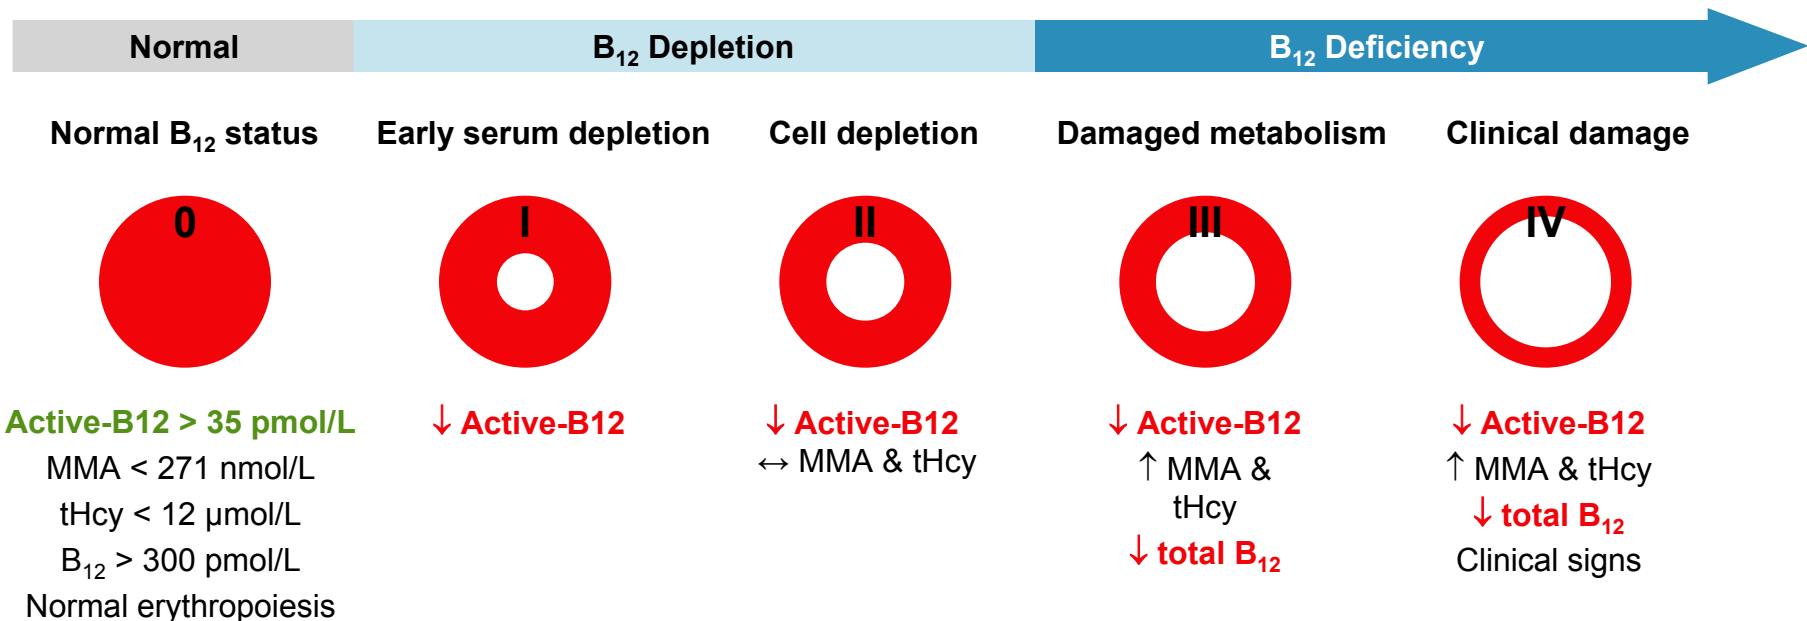 Normal
B12 Depletion
B12 Deficiency
Normal B12 status
Early serum depletion
Cell depletion
Damaged metabolism
Clinical damage
0
I
II
III
IV
Active-B12 > 35 pmol/L
MMA < 271 nmol/L
tHcy < 12 µmol/L
B12 > 300 pmol/L
Normal erythropoiesis
↓ Active-B12
↓ Active-B12
↔ MMA & tHcy
↓ Active-B12
↑ MMA &
tHcy
↓ total B12
↓ Active-B12
↑ MMA & tHcy
↓ total B12
Clinical signs